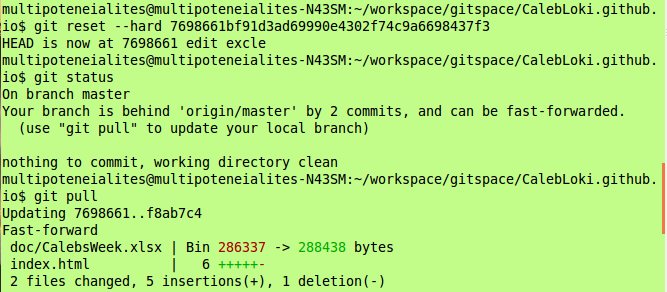 multipoteneialites@multipoteneialites-N43SM:~/workspace/gitspace/CalebLoki.github.
io$ git reset --hard 7698661bf91d3ad69990e4302f74c9a6698437f3
HEAD is now at 7698661 edit excle
multipoteneialites@multipoteneialites-N43SM:~/workspace/gitspace/CalebLoki.github.
io$ git status
On branch master
Your branch is behind 'origin/master' by 2 commits, and can be fast-forwarded.
  (use "git pull" to update your local branch)

nothing to commit, working directory clean
multipoteneialites@multipoteneialites-N43SM:~/workspace/gitspace/CalebLoki.github.
io$ git pull
Updating 7698661..f8ab7c4
Fast-forward
 doc/CalebsWeek.xlsx | Bin 286337 -> 288438 bytes
 index.html          |   6 +++++-
 2 files changed, 5 insertions(+), 1 deletion(-)